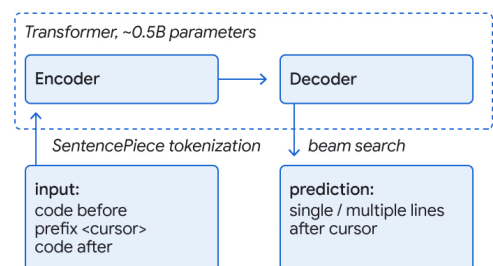 Transformer, ~0.5B parameters
Encoder
Decoder
SentencePiece tokenization
beam search
input:
code before
prefix <cursor>
code after
prediction:
single / multiple lines
after cursor